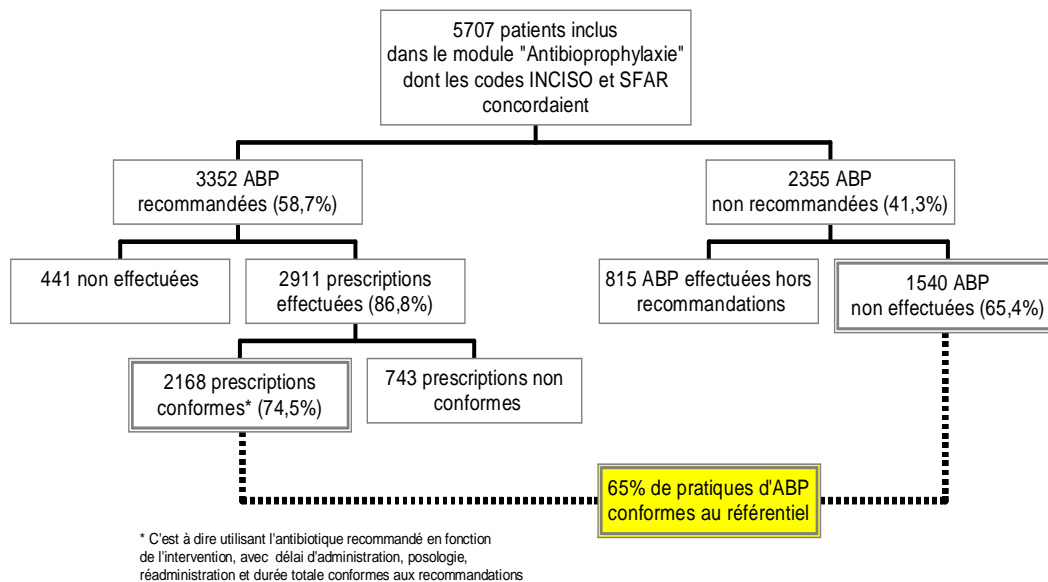 5707 patients inclus
dans le module "Antibioprophylaxie"
dont les codes INCISO et SFAR
concordaient
3352 ABP
recommandées (58,7%)
2355 ABP
non recommandées (41,3%)
441 non effectuées
2911 prescriptions
effectuées (86,8%)
815 ABP effectuées hors
recommandations
1540 ABP
non effectuées (65,4%)
2168 prescriptions
conformes* (74,5%)
743 prescriptions non
conformes
65% de pratiques d'ABP
conformes au référentiel
* C'est à dire utilisant l'antibiotique recommandé en fonction
de l'intervention, avec délai d'administration, posologie,
réadministration et durée totale conformes aux recommandations